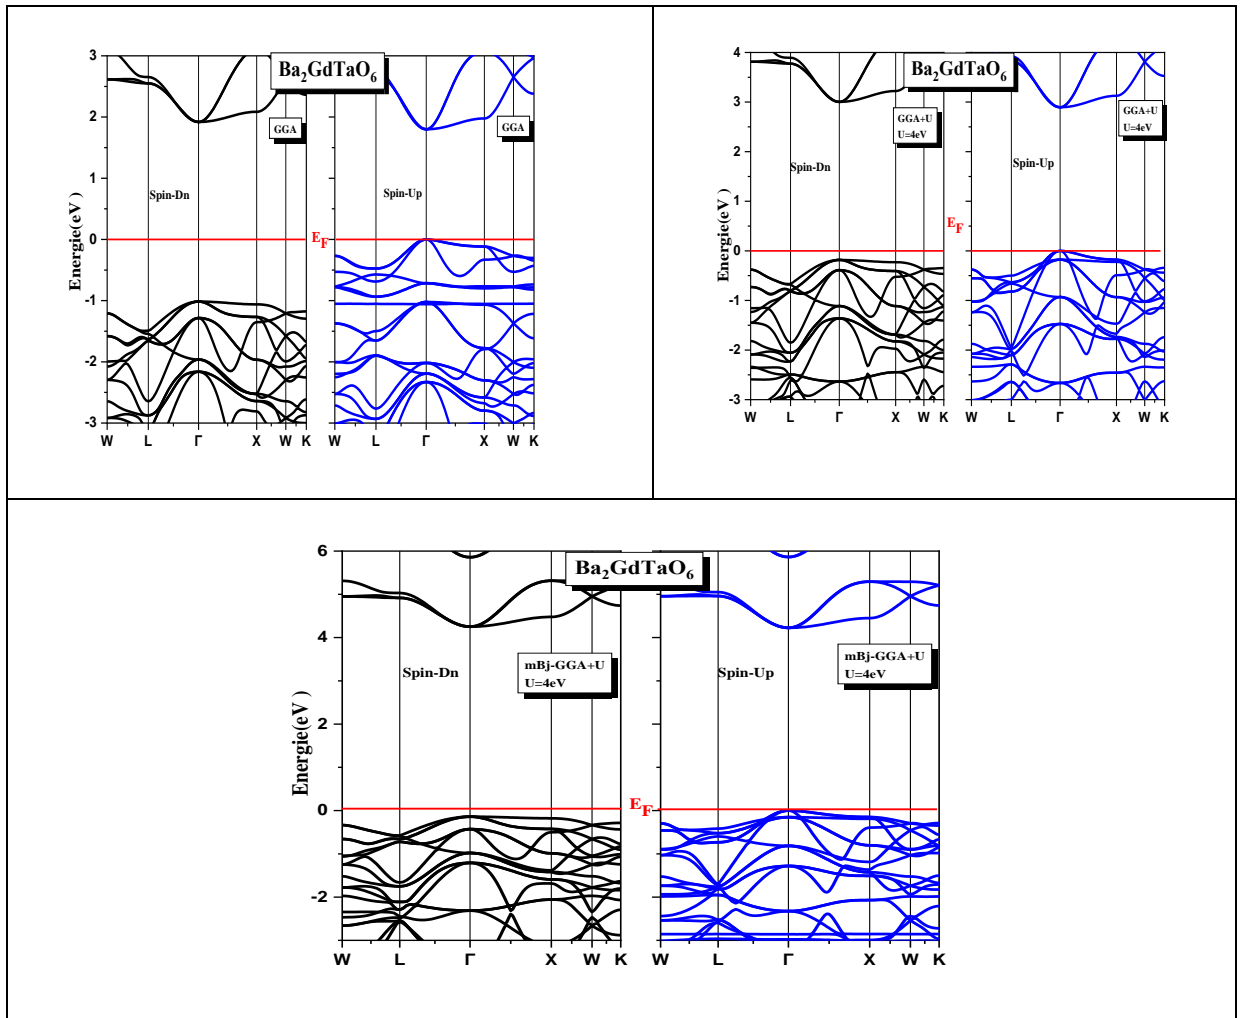 Ba2GdTaO6
GGA
GGA
Spin-Dn
Spin-Up
Energie(eV )
3
2
1
0
-1
-2
-3
EF
W L Γ X W K
W L Γ X W K
Ba2GdTaO6
GGA+U
U=4eV
GGA+U
U=4eV
Spin-Dn
Spin-Up
Energie(eV )
4
3
2
1
0
-1
-2
-3
EF
W L Γ X W K
W L Γ X W K
Ba2GdTaO6
mBj-GGA+U
U=4eV
mBj-GGA+U
U=4eV
Spin-Dn
Spin-Up
Energie(eV )
6
4
2
0
-2
EF
W L Γ X W K
W L Γ X W K